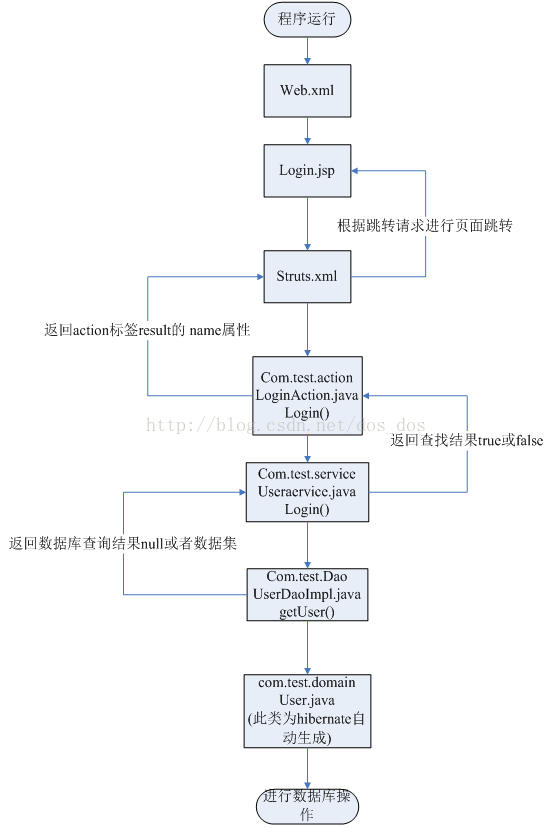 程序运行
Web.xml
Login.jsp
根据跳转请求进行页面跳转
Struts.xml
返回action标签result的 name属性
Com.test.action
LoginAction.java
Login()
http://blog.csdn.net/dos_dos
返回查找结果true或false
Com.test.service
Useraervice.java
Login()
返回数据库查询结果null或者数据集
Com.test.Dao
UserDaoImpl.java
getUser()
com.test.domain
User.java
(此类为hibernate自
动生成)
进行数据库操
作